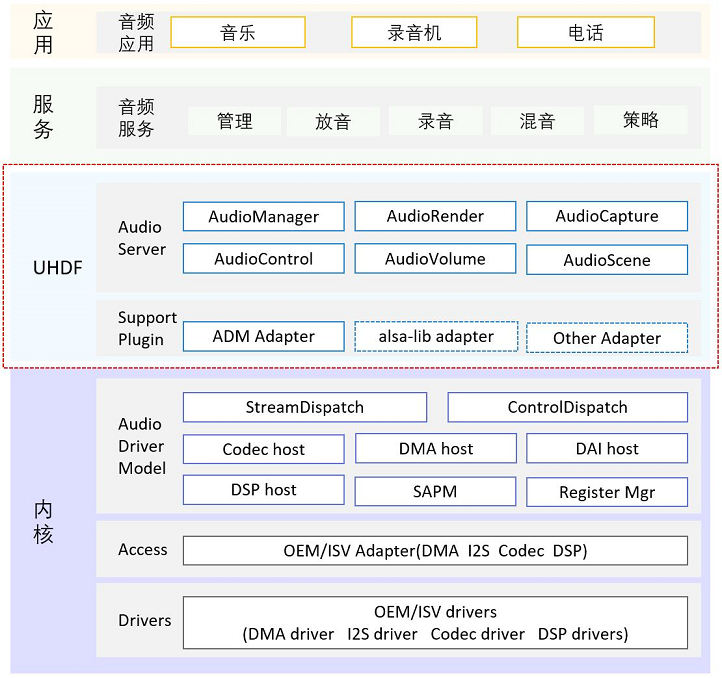 应用
音频应用
音乐
录音机
电话
服务
音频服务
管理
放音
录音
混音
策略
UHDF
Audio
Server
AudioManager
AudioRender
AudioCapture
AudioControl
AudioVolume
AudioScene
Support
Plugin
ADM Adapter
alsa-lib adapter
Other Adapter
内核
Audio
Driver
Model
StreamDispatch
ControlDispatch
Codec host
DMA host
DAI host
DSP host
SAPM
Register Mgr
Access
OEM/ISV Adapter(DMA I2S Codec DSP)
Drivers
OEM/ISV drivers
(DMA driver I2S driver Codec driver DSP drivers)